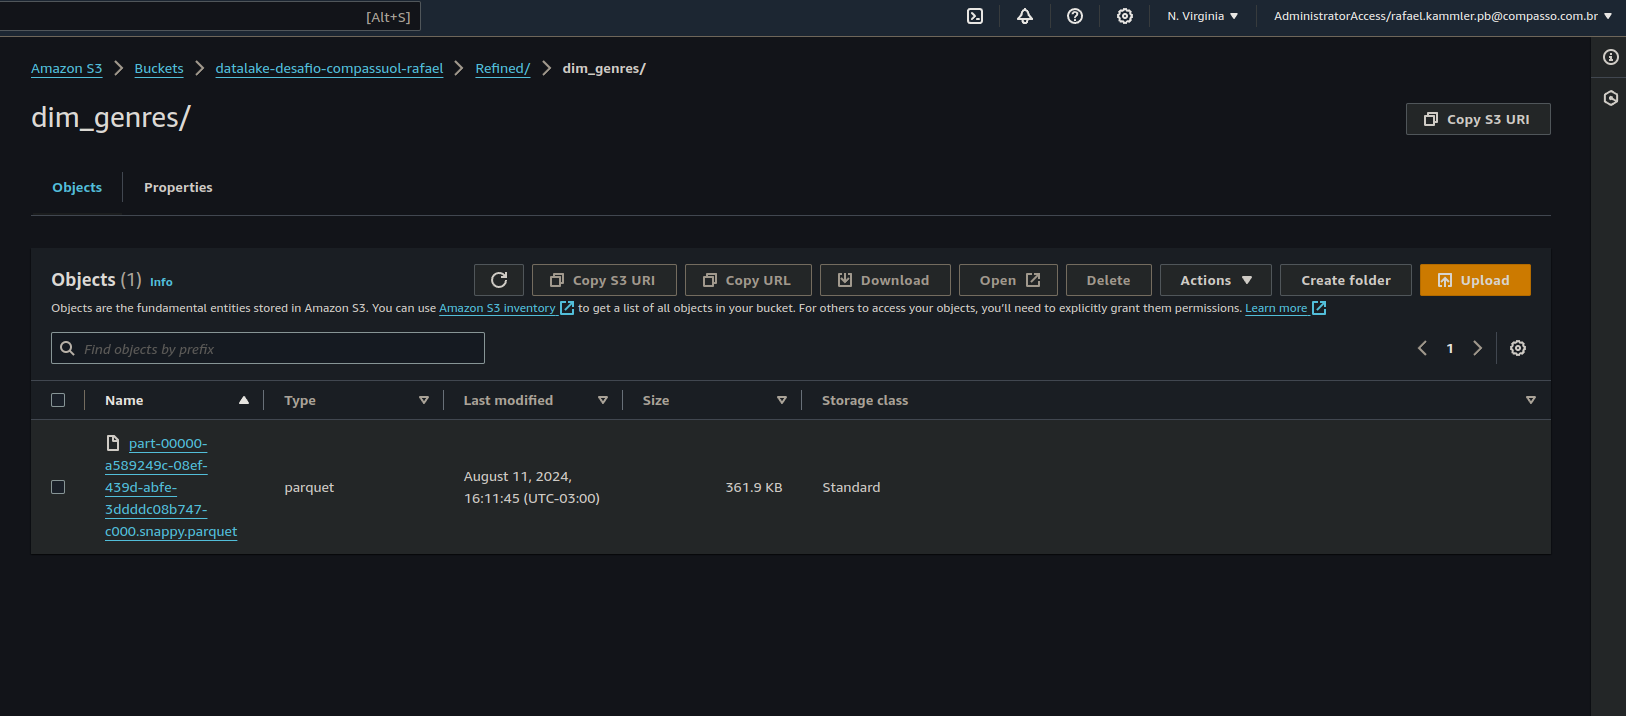 [Alt+S] N. Virginia AdministratorAccess/rafael.kammler.pb@compasso.com.br
Amazon S3 Buckets datalake-desafio-compassuol-rafael Refined/ dim_genres/
dim_genres/
Copy S3 URI
Objects Properties
Objects (1) Info Copy S3 URI Copy URL Download Open Delete Actions Create folder Upload
Objects are the fundamental entities stored in Amazon S3. You can use Amazon S3 inventory to get a list of all objects in your bucket. For others to access your objects, you'll need to explicitly grant them permissions. Learn more
Find objects by prefix 1
Name Type Last modified Size Storage class
part-00000-
a589249c-08ef-
439d-abfe-
3ddddc08b747-
c000.snappy.parquet
parquet
August 11, 2024,
16:11:45 (UTC-03:00)
361.9 KB
Standard